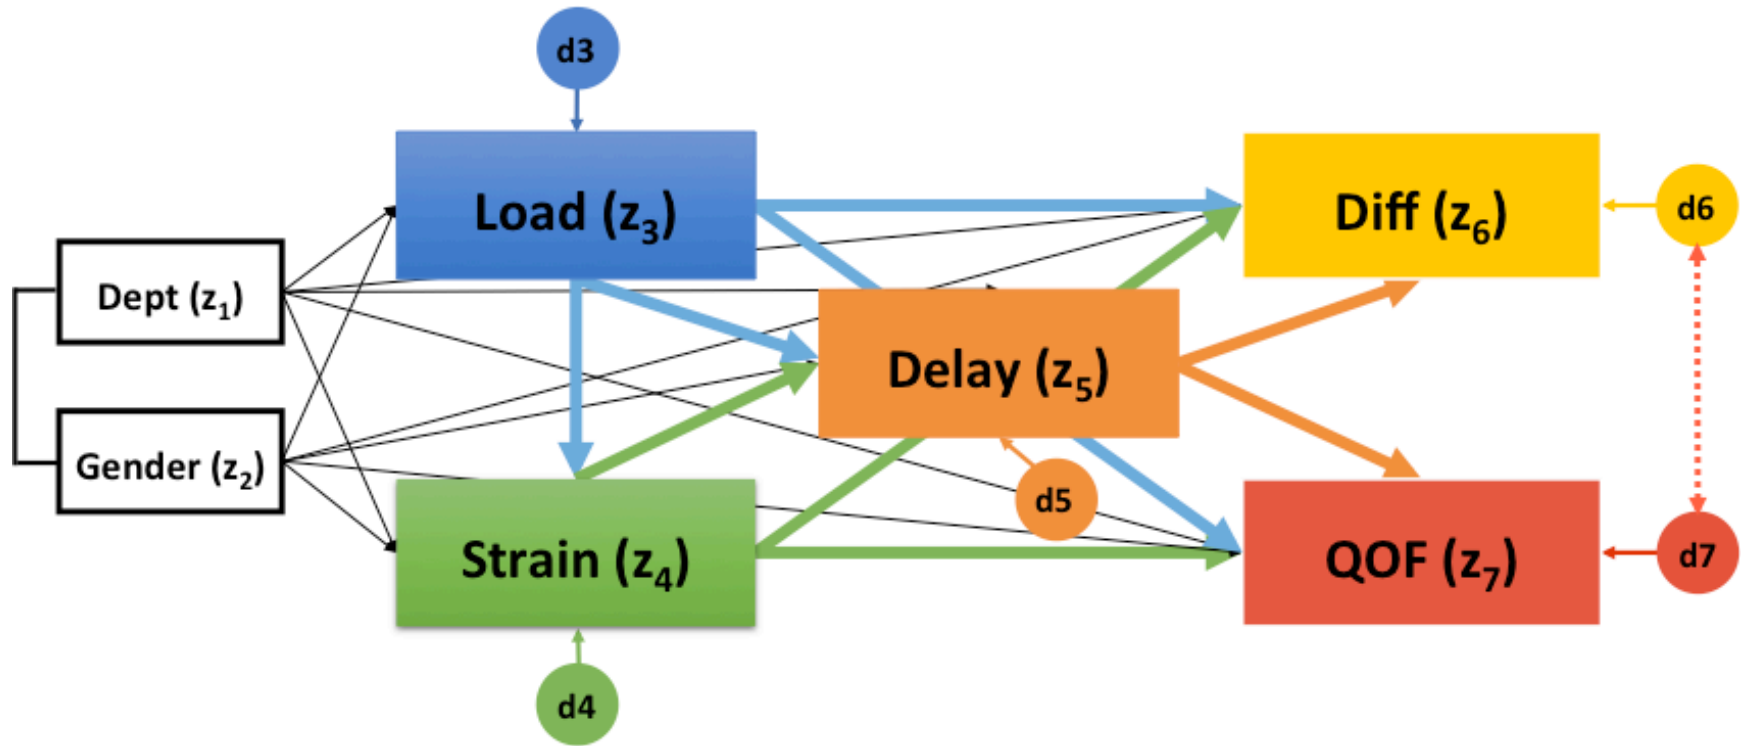 d3
Load (z3)
Diff (z6)
d6
Dept (z1)
Delay (z5)
Gender (z2)
d5
Strain (z4)
QOF (z7)
d7
d4